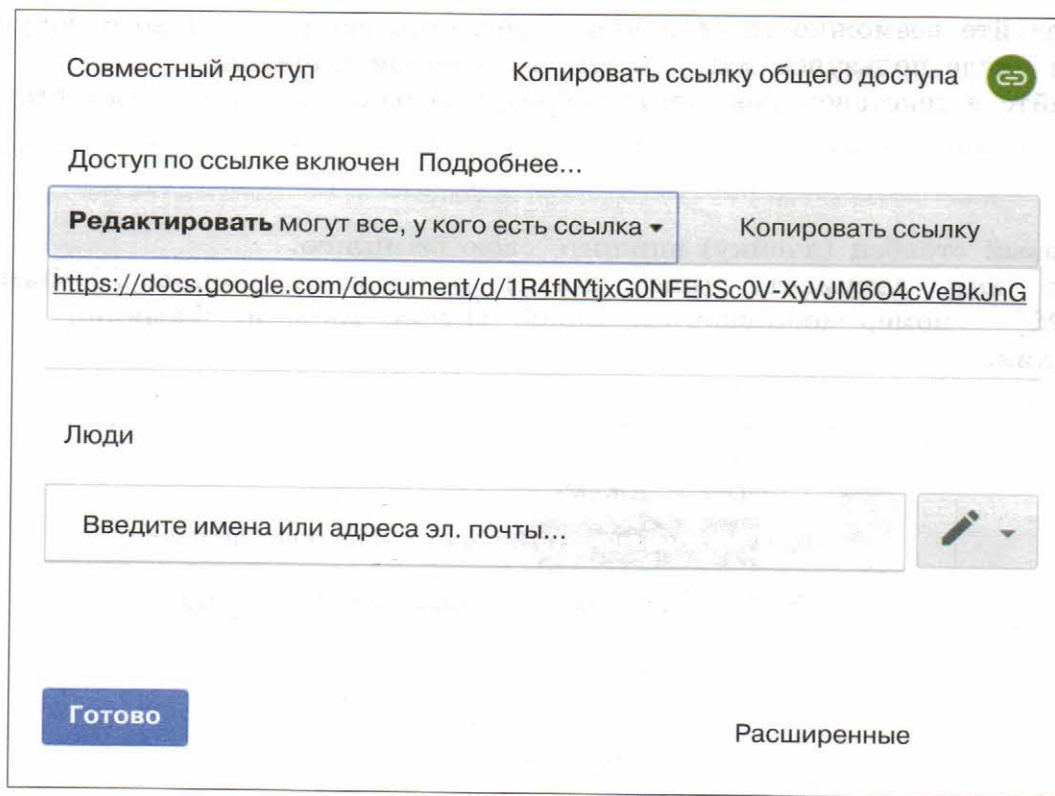 Совместный доступ Копировать ссылку общего доступа
Доступ по ссылке включен Подробнее...
Редактировать могут все, у кого есть ссылка Копировать ссылку
https://docs.google.com/document/d/1R4fNYtjxG0NFEhSc0V-XyVJM6O4cVeBkJnG
Люди
Введите имена или адреса эл. почты...
Готово
Расширенные